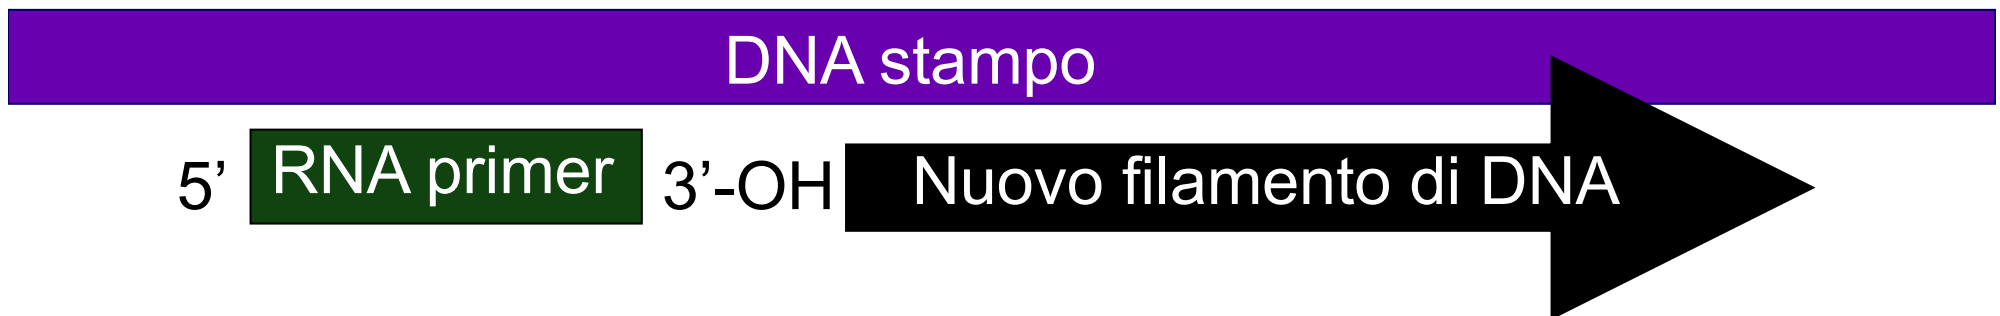 DNA stampo
5’ RNA primer 3’-OH Nuovo filamento di DNA